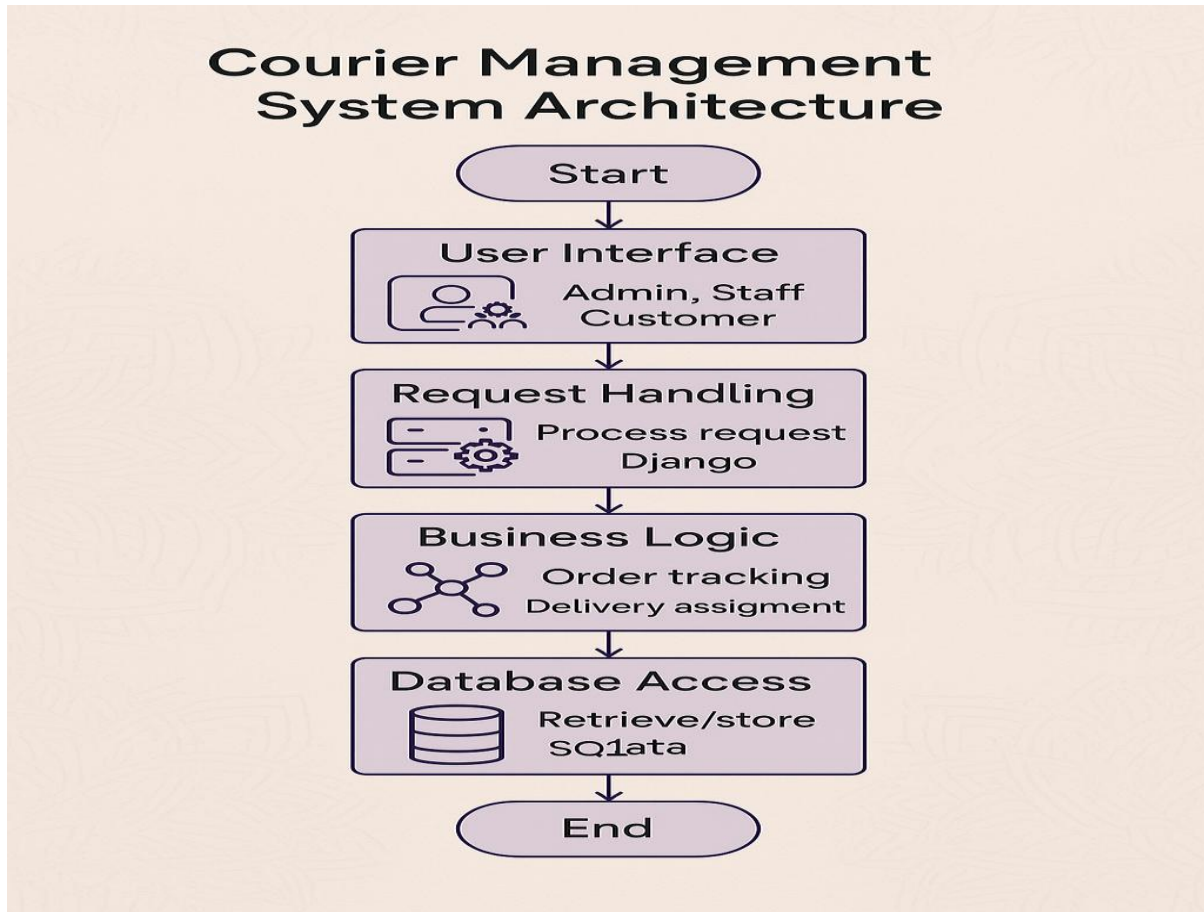 Courier Management
System Architecture
Start
User Interface
Admin, Staff
Customer
Request Handling
Process request
Django
Business Logic
Order tracking
Delivery assigment
Database Access
Retrieve/store
SQ1ata
End